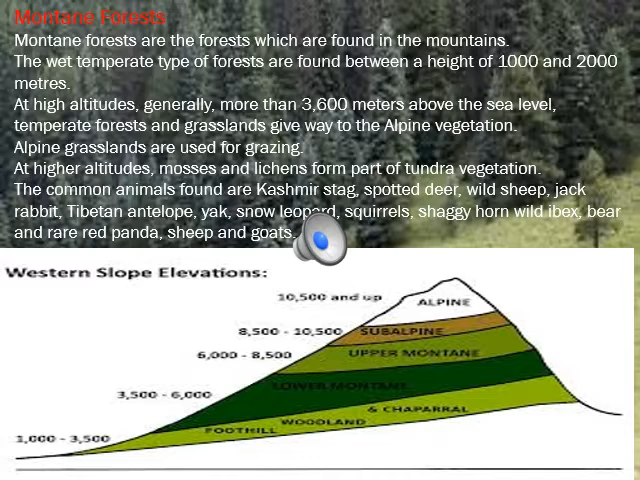 Montane Forests
Montane forests are the forests which are found in the mountains.
The wet temperate type of forests are found between a height of 1000 and 2000
metres.
At high altitudes, generally, more than 3,600 meters above the sea level,
temperate forests and grasslands give way to the Alpine vegetation.
Alpine grasslands are used for grazing.
At higher altitudes, mosses and lichens form part of tundra vegetation.
The common animals found are Kashmir stag, spotted deer, wild sheep, jack
rabbit, Tibetan antelope, yak, snow leopard, squirrels, shaggy horn wild ibex, bear
and rare red panda, sheep and goats.
Western Slope Elevations:
10,500 and up
ALPINE
8,500 - 10,500
SUBALPINE
6,000 - 8,500
UPPER MONTANE
3,500 - 6,000
LOWER MONTANE
1,000 - 3,500
FOOTHILL WOODLAND & CHAPARRAL